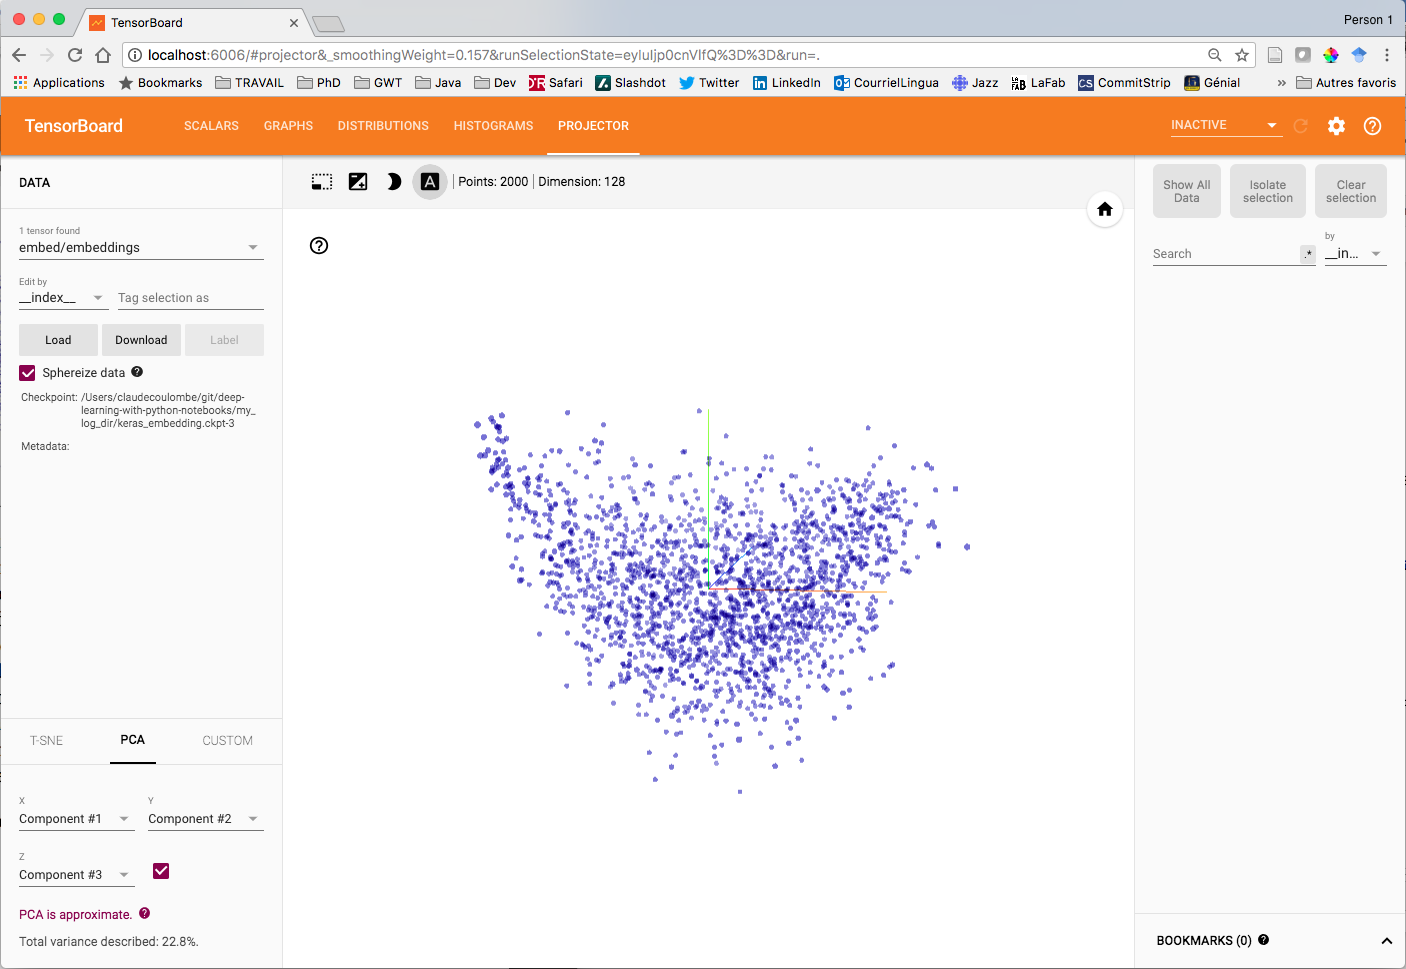 TensorBoard
Person 1
localhost:6006/#projector&_smoothingWeight=0.157&runSelectionState=eyIuIjp0cnVlfQ%3D%3D&run=.
Applications
Bookmarks
TRAVAIL
PhD
GWT
Java
Dev
Safari
Slashdot
Twitter
LinkedIn
CourrielLingua
Jazz
LaFab
CommitStrip
Génial
»
Autres favoris
TensorBoard
SCALARS
GRAPHS
DISTRIBUTIONS
HISTOGRAMS
PROJECTOR
INACTIVE
DATA
A
Points: 2000 | Dimension: 128
Show All
Data
Isolate
selection
Clear
selection
1 tensor found
embed/embeddings
Search
.*
by
__in...
Edit by
__index__
Tag selection as
Load
Download
Label
Sphereize data
Checkpoint: /Users/claudecoulombe/git/deep-
learning-with-python-notebooks/my_
log_dir/keras_embedding.ckpt-3
Metadata:
T-SNE
PCA
CUSTOM
X
Component #1
Y
Component #2
Z
Component #3
PCA is approximate.
Total variance described: 22.8%.
BOOKMARKS (0)